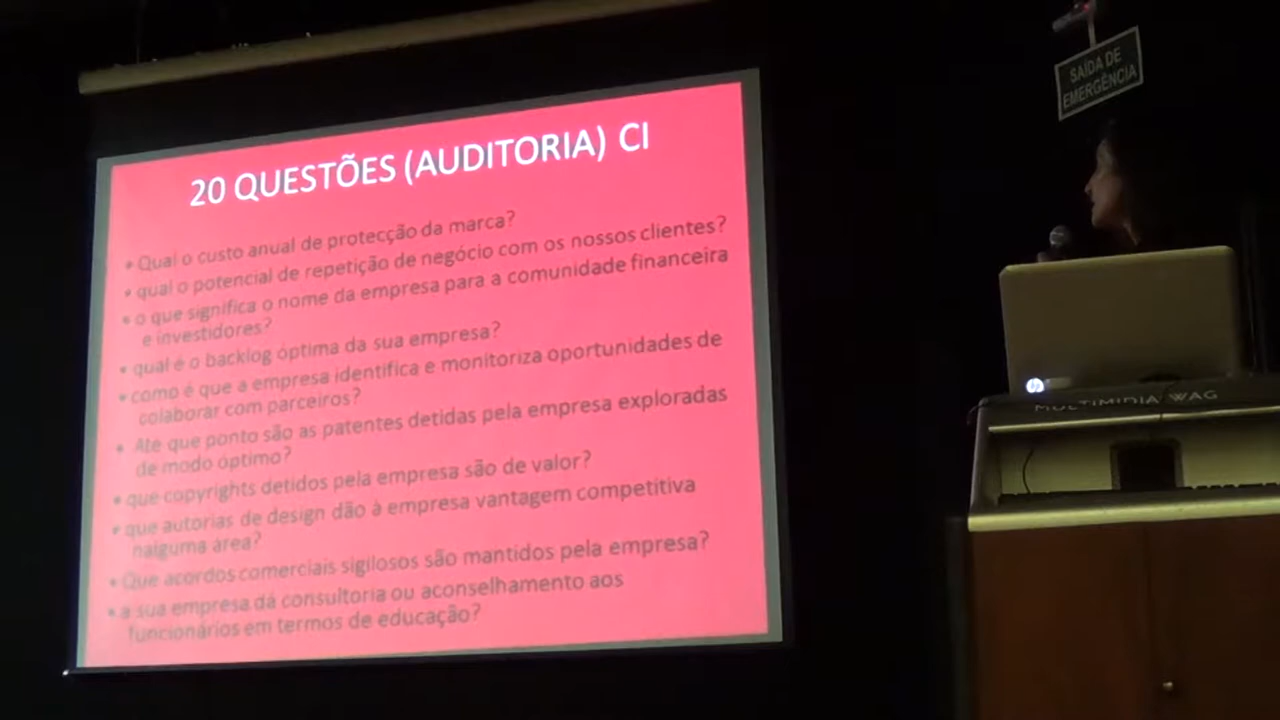 20 QUESTÕES (AUDITORIA) CI
• Qual o custo anual de protecção da marca?
• qual o potencial de repetição de negócio com os nossos clientes?
• o que significa o nome da empresa para a comunidade financeira
e investidores?
• qual é o backlog óptima da sua empresa?
• como é que a empresa identifica e monitoriza oportunidades de
colaborar com parceiros?
• Ate que ponto são as patentes detidas pela empresa exploradas
de modo óptimo?
• que copyrights detidos pela empresa são de valor?
• que autorias de design dão à empresa vantagem competitiva
nalguma área?
• Que acordos comerciais sigilosos são mantidos pela empresa?
• a sua empresa dá consultoria ou aconselhamento aos
funcionários em termos de educação?
SAÍDA DE
EMERGÊNCIA
hp
MULTIMIDIA WAG